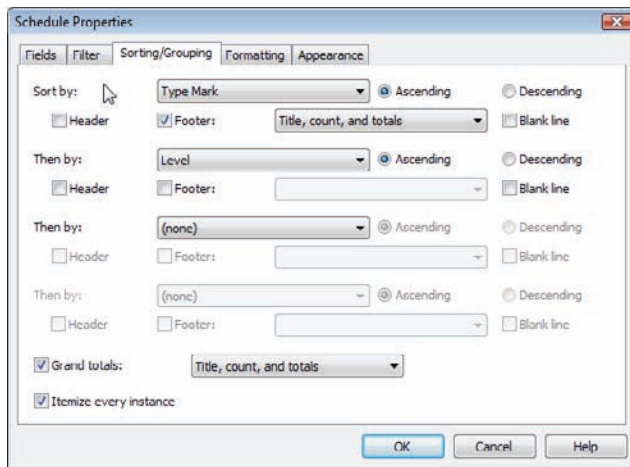 Schedule Properties
Fields Filter Sorting/Grouping Formatting Appearance
Sort by: Type Mark Ascending Descending
Header Footer: Title, count, and totals Blank line
Then by: Level Ascending Descending
Header Footer: Blank line
Then by: (none) Ascending Descending
Header Footer: Blank line
Then by: (none) Ascending Descending
Header Footer: Blank line
Grand totals: Title, count, and totals
Itemize every instance
OK Cancel Help